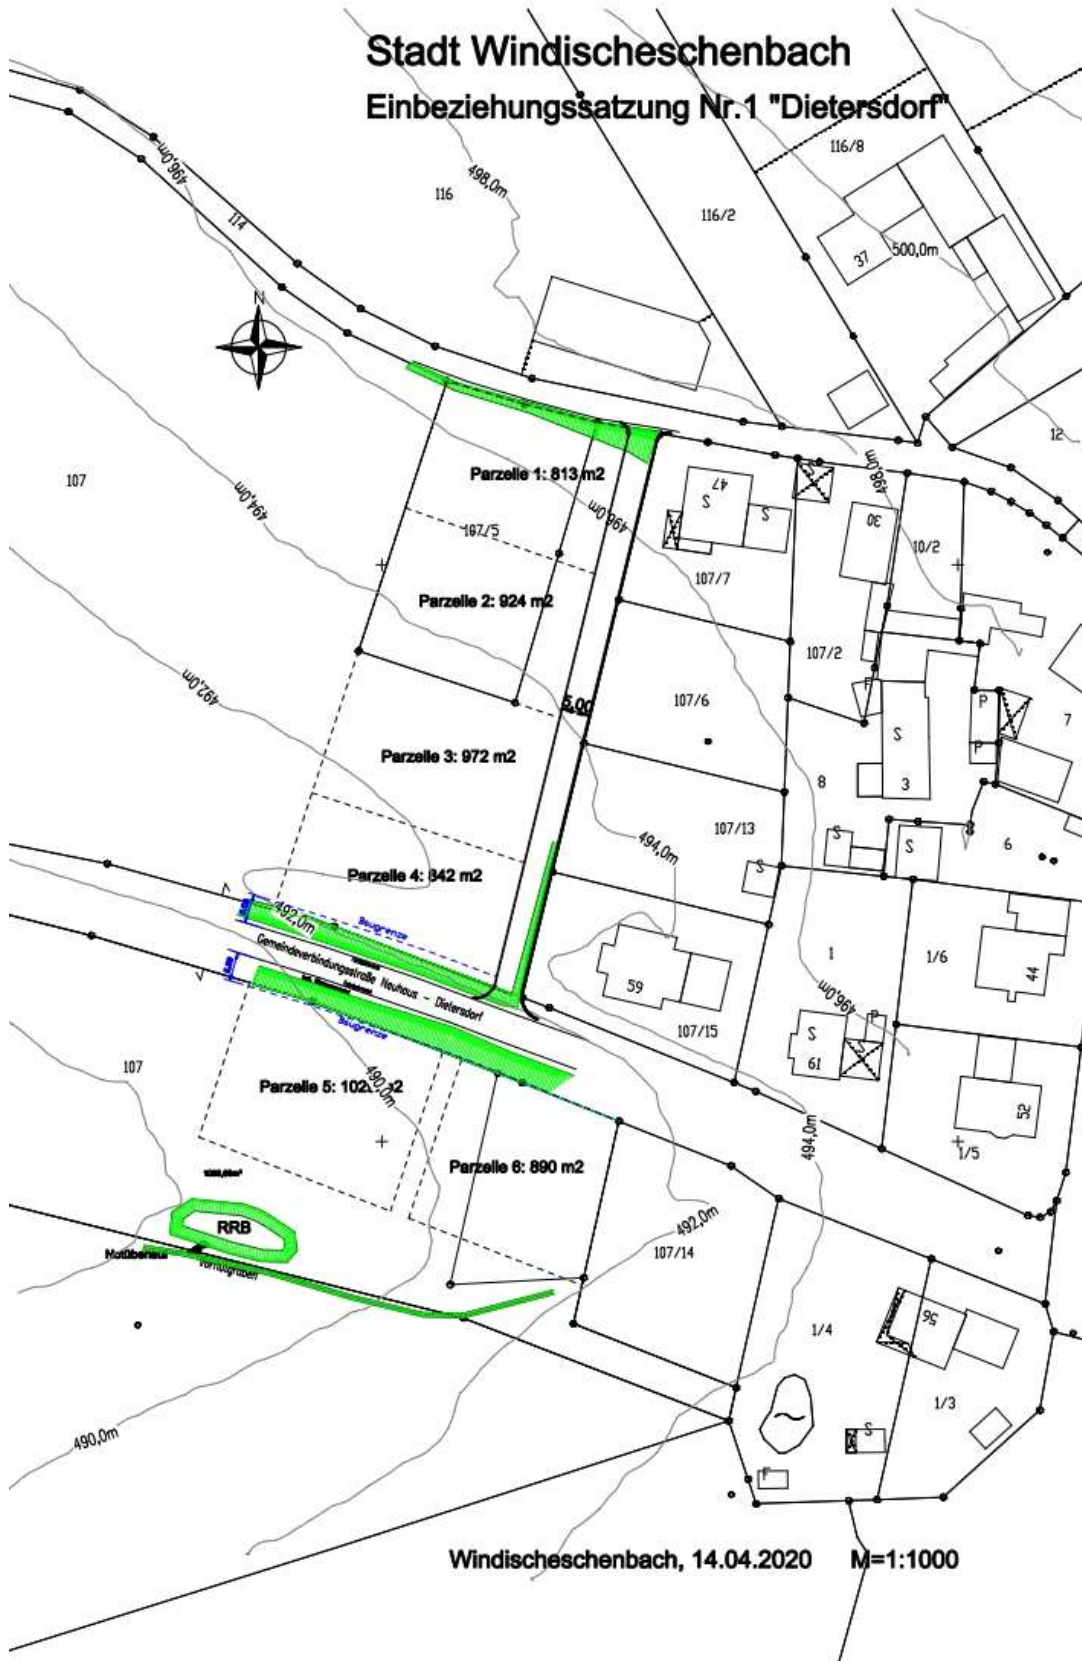 Stadt Windischeschenbach
Einbeziehungssatzung Nr.1 "Dietersdorf"
116/8
496,0m
498,0m
116
114
116/2
37
500,0m
N
12
107
Parzelle 1: 813 m2
47
S
S
498,0m
494,0m
496,0m
30
107/5
10/2
107/7
Parzelle 2: 924 m2
107/2
492,0m
F
5,00
107/6
P
7
S
P
Parzelle 3: 972 m2
8
3
107/13
S
S
6
494,0m
S
Parzelle 4: 842 m2
492,0m
Baugrenze
Gemeindeverbindungsstraße Neuhaus - Dietersdorf
1
1/6
44
59
496,0m
P
S
107/15
Baugrenze
61
107
Parzelle 5: 102
490,0m
52
494,0m
1/5
Parzelle 6: 890 m2
RRB
492,0m
107/14
Notüberlauf
Vorflutgraben
56
1/4
1/3
490,0m
S
F
Windischeschenbach, 14.04.2020 M=1:1000